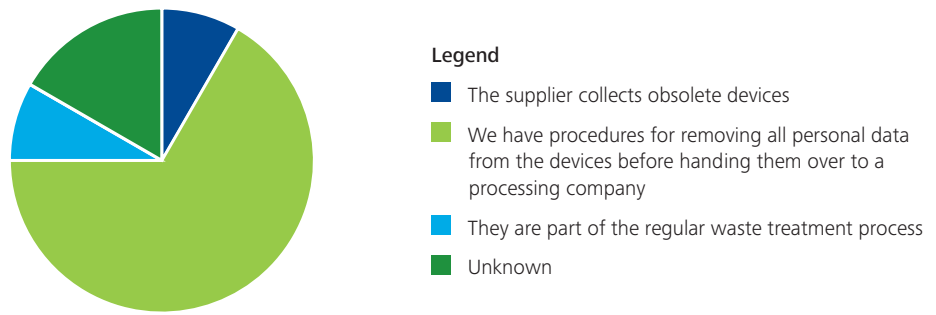 Legend
The supplier collects obsolete devices
We have procedures for removing all personal data
from the devices before handing them over to a
processing company
They are part of the regular waste treatment process
Unknown